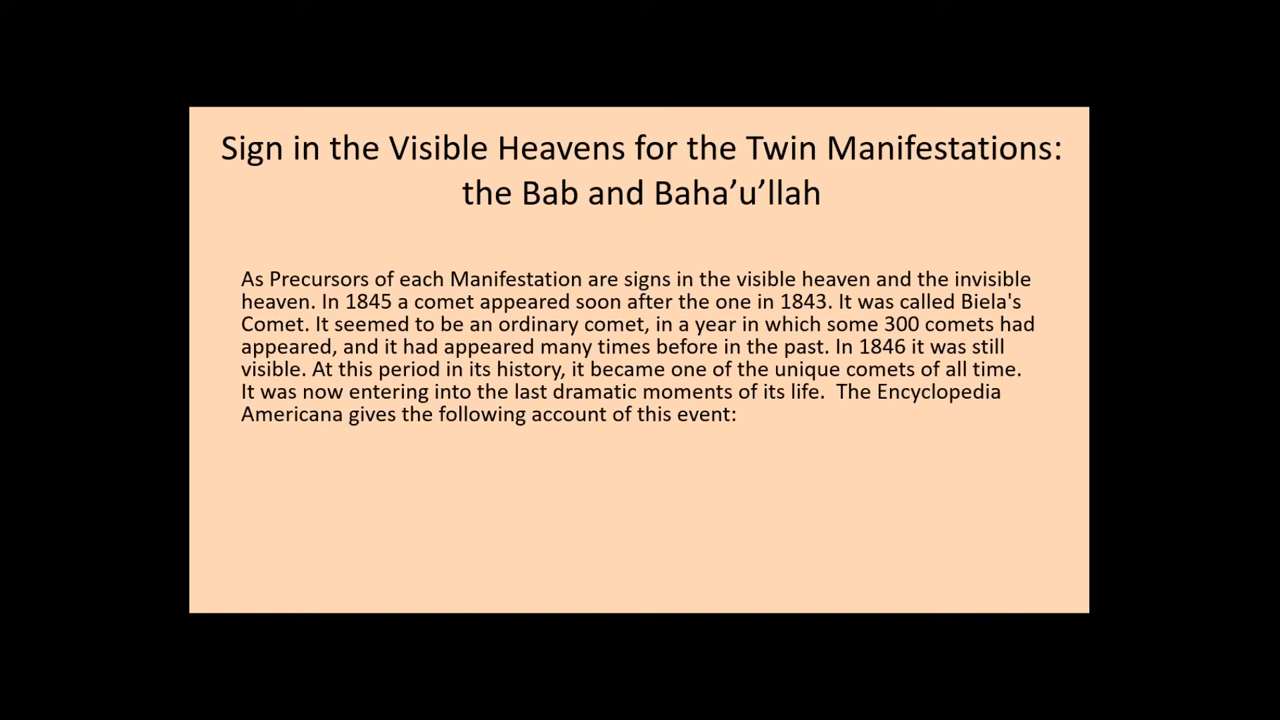 Sign in the Visible Heavens for the Twin Manifestations:
the Bab and Baha’u’llah
As Precursors of each Manifestation are signs in the visible heaven and the invisible
heaven. In 1845 a comet appeared soon after the one in 1843. It was called Biela's
Comet. It seemed to be an ordinary comet, in a year in which some 300 comets had
appeared, and it had appeared many times before in the past. In 1846 it was still
visible. At this period in its history, it became one of the unique comets of all time.
It was now entering into the last dramatic moments of its life.  The Encyclopedia
Americana gives the following account of this event: